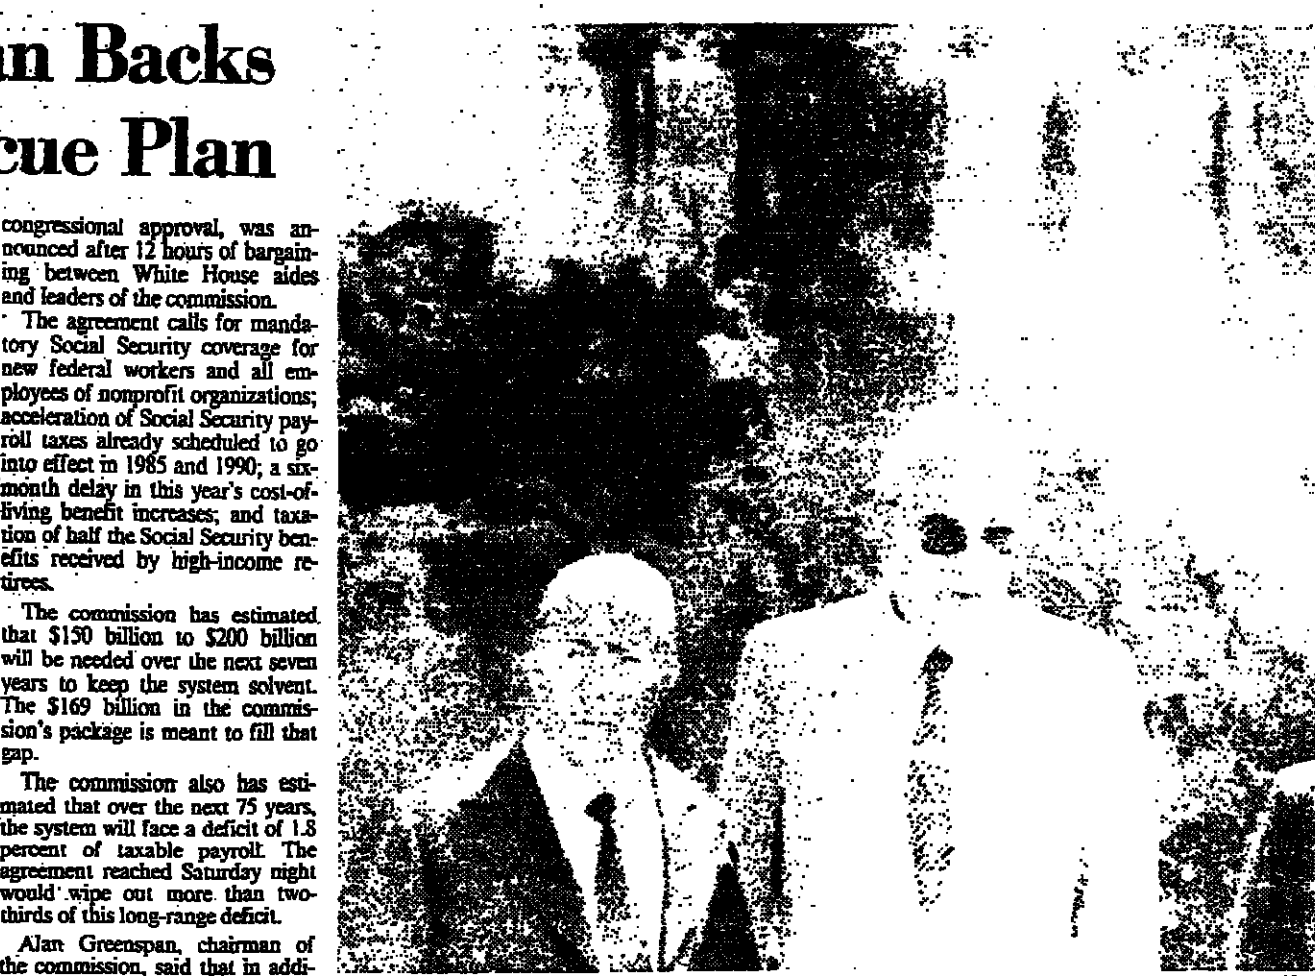 an Backs
cue Plan
congressional approval, was an-
nounced after 12 hours of bargain-
ing between White House aides
and leaders of the commission.
The agreement calls for manda-
tory Social Security coverage for
new federal workers and all em-
ployees of nonprofit organizations;
acceleration of Social Security pay-
roll taxes already scheduled to go
into effect in 1985 and 1990; a six-
month delay in this year's cost-of-
living benefit increases; and taxa-
tion of half the Social Security ben-
efits received by high-income re-
tirees.
The commission has estimated
that $150 billion to $200 billion
will be needed over the next seven
years to keep the system solvent.
The $169 billion in the commis-
sion's package is meant to fill that
gap.
The commission also has esti-
mated that over the next 75 years,
the system will face a deficit of 1.8
percent of taxable payroll. The
agreement reached Saturday night
would wipe out more than two-
thirds of this long-range deficit.
Alan Greenspan, chairman of
the commission, said that in addi-